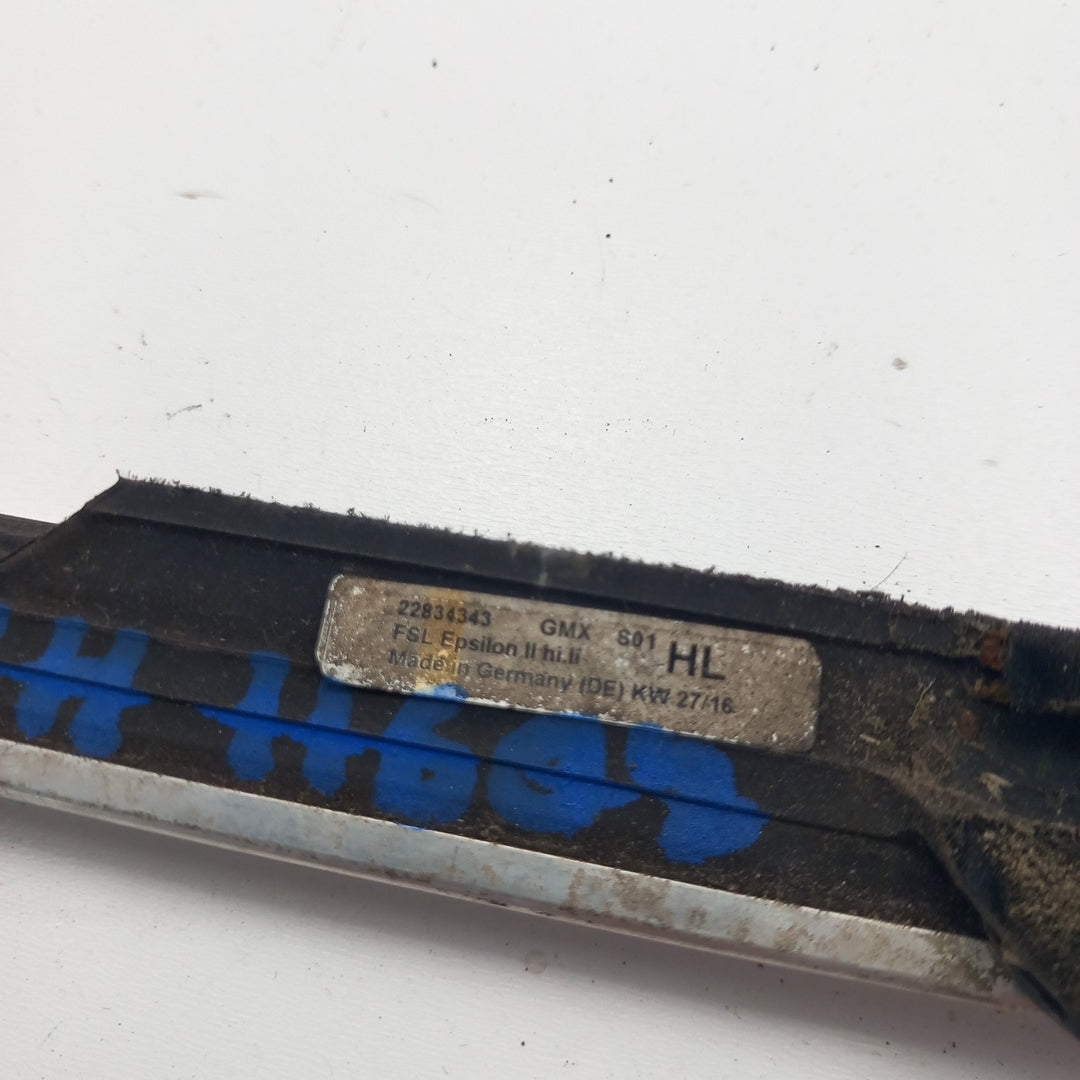 22834343 GMX S01 HL
FSL Epsilon II hi.li
Made in Germany (DE) KW 27/16